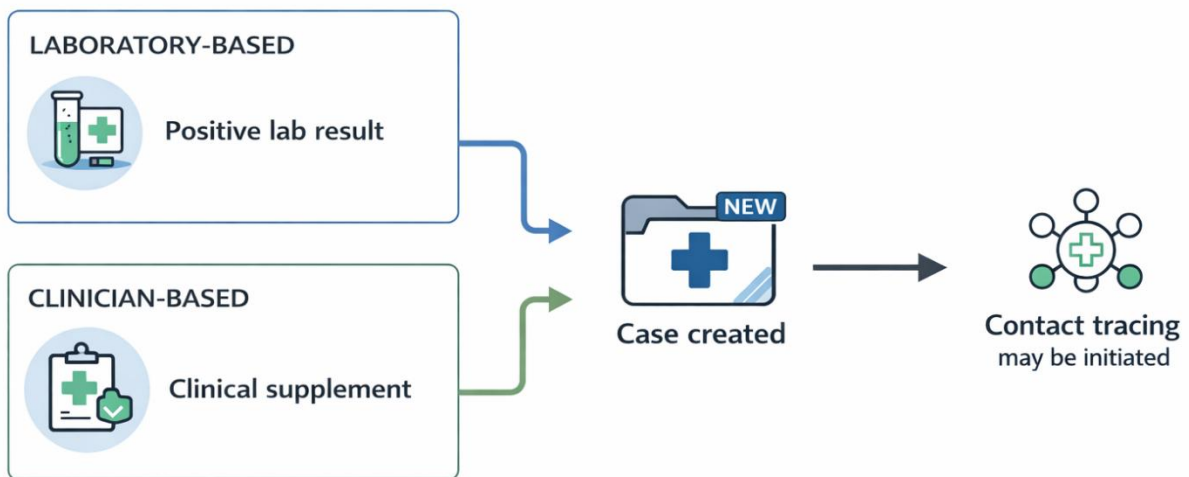 LABORATORY-BASED
Positive lab result
CLINICIAN-BASED
Clinical supplement
NEW
Case created
Contact tracing
may be initiated